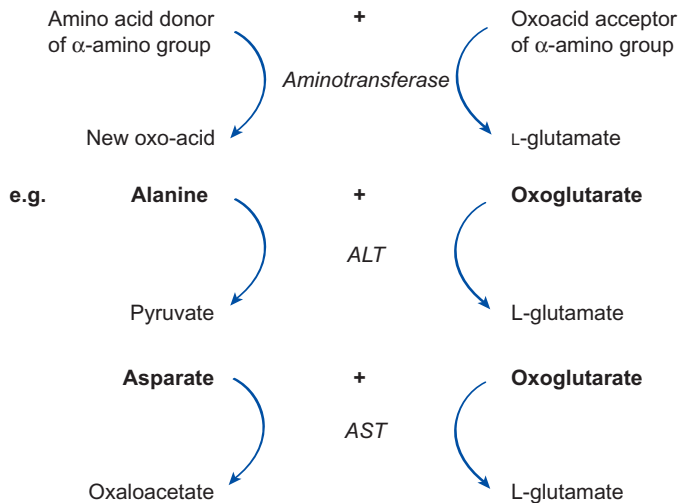 Amino acid donor + Oxoacid acceptor
of α-amino group of α-amino group
Aminotransferase
New oxo-acid L-glutamate
e.g. Alanine + Oxoglutarate
ALT
Pyruvate L-glutamate
Asparate + Oxoglutarate
AST
Oxaloacetate L-glutamate